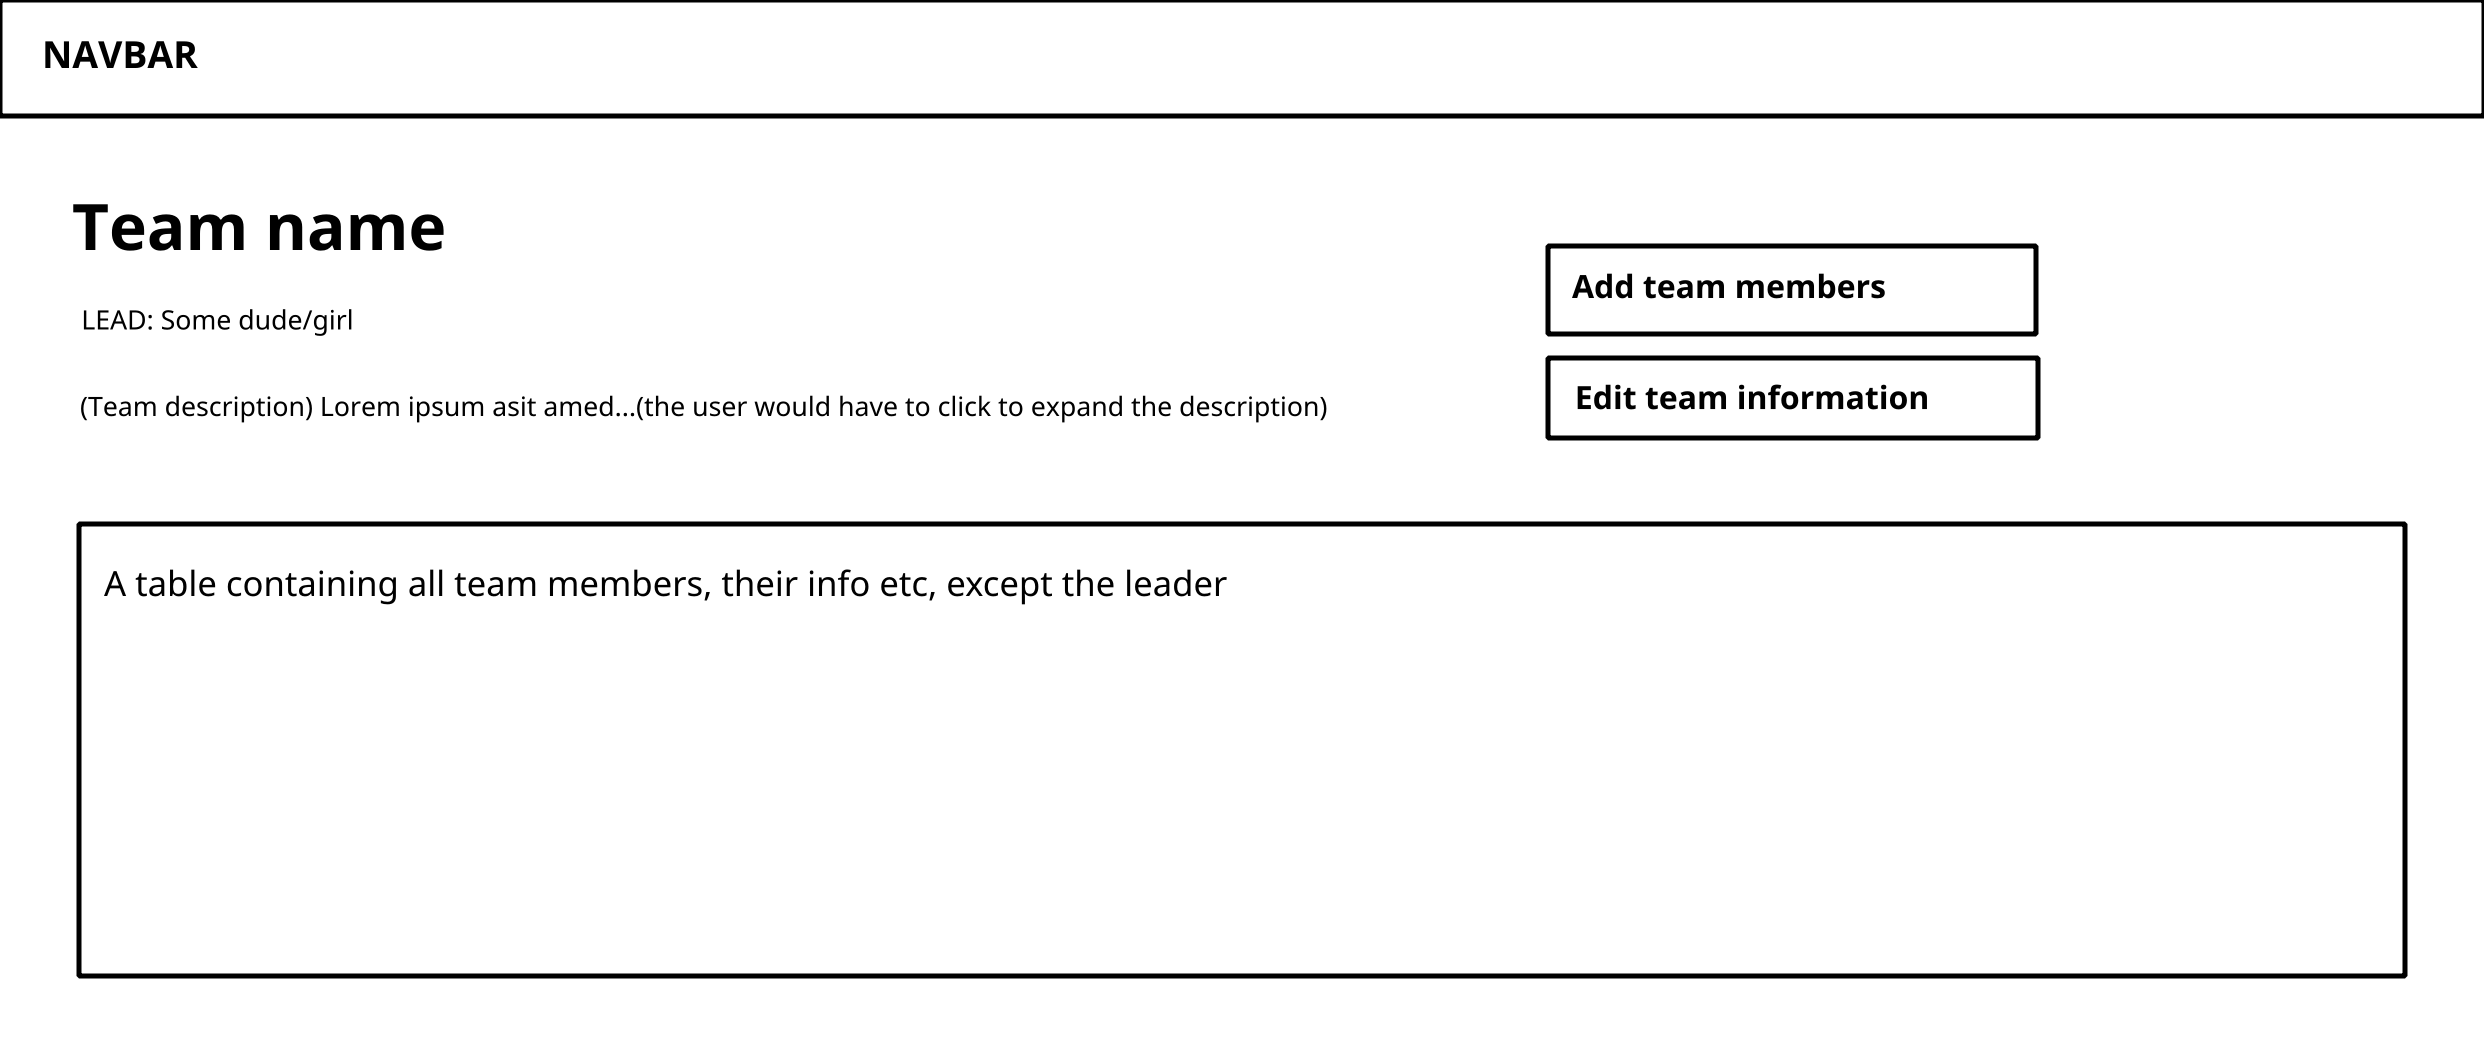 NAVBAR
Team name
LEAD: Some dude/girl
(Team description) Lorem ipsum asit amed...(the user would have to click to expand the description)
Add team members
Edit team information
A table containing all team members, their info etc, except the leader